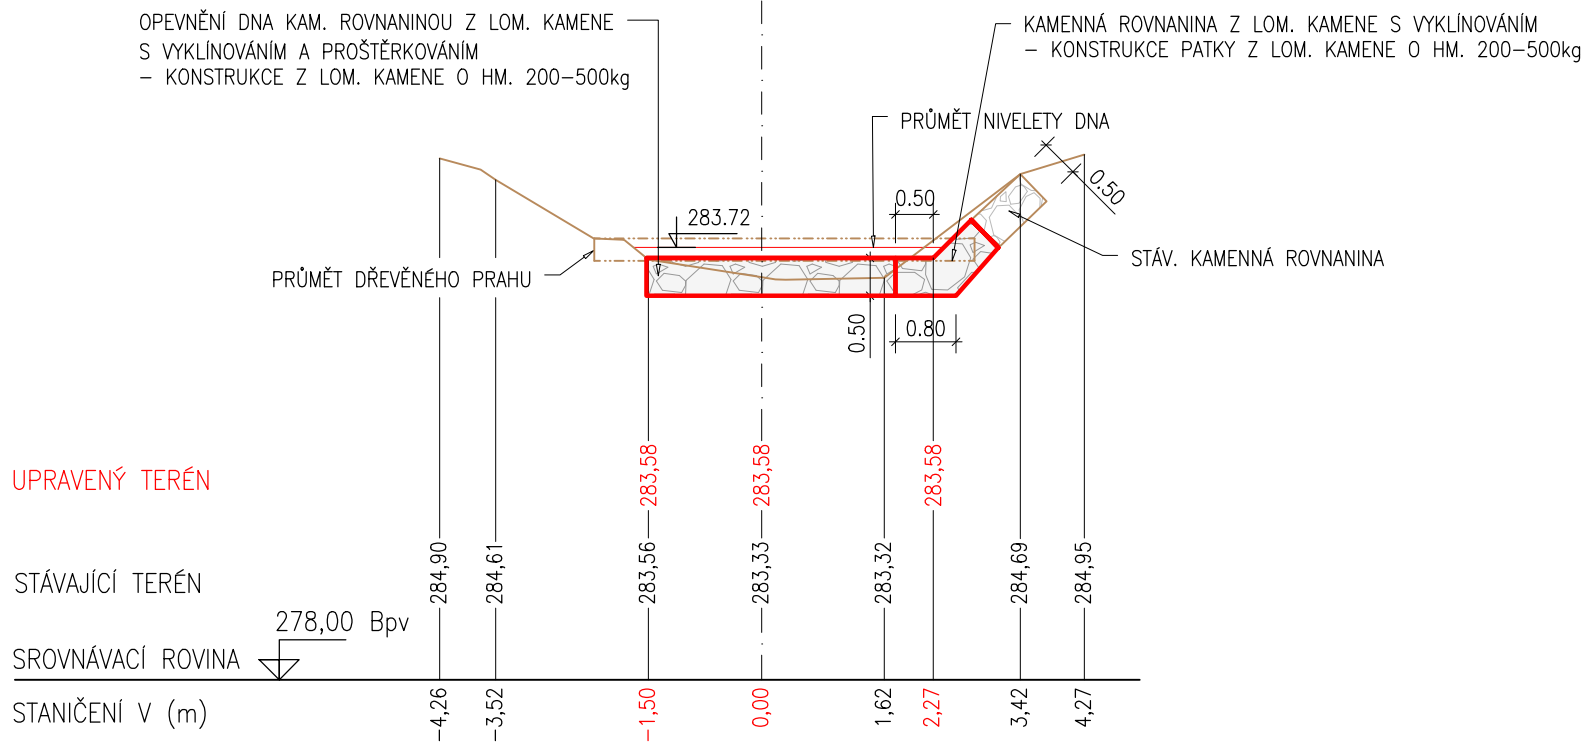 OPEVNĚNÍ DNA KAM. ROVNANINOU Z LOM. KAMENE
S VYKLÍNOVÁNÍM A PROŠTĚRKOVÁNÍM
– KONSTRUKCE Z LOM. KAMENE O HM. 200–500kg
KAMENNÁ ROVNANINA Z LOM. KAMENE S VYKLÍNOVÁNÍM
– KONSTRUKCE PATKY Z LOM. KAMENE O HM. 200–500kg
PRŮMĚT NIVELETY DNA
0.50
0.50
283.72
PRŮMĚT DŘEVĚNÉHO PRAHU
STÁV. KAMENNÁ ROVNANINA
0.50
0.80
UPRAVENÝ TERÉN
283,58
283,58
283,58
STÁVAJÍCÍ TERÉN
284,90
284,61
283,56
283,33
283,32
284,69
284,95
278,00 Bpv
SROVNÁVACÍ ROVINA
STANIČENÍ V (m)
–4,26
–3,52
–1,50
0,00
1,62
2,27
3,42
4,27